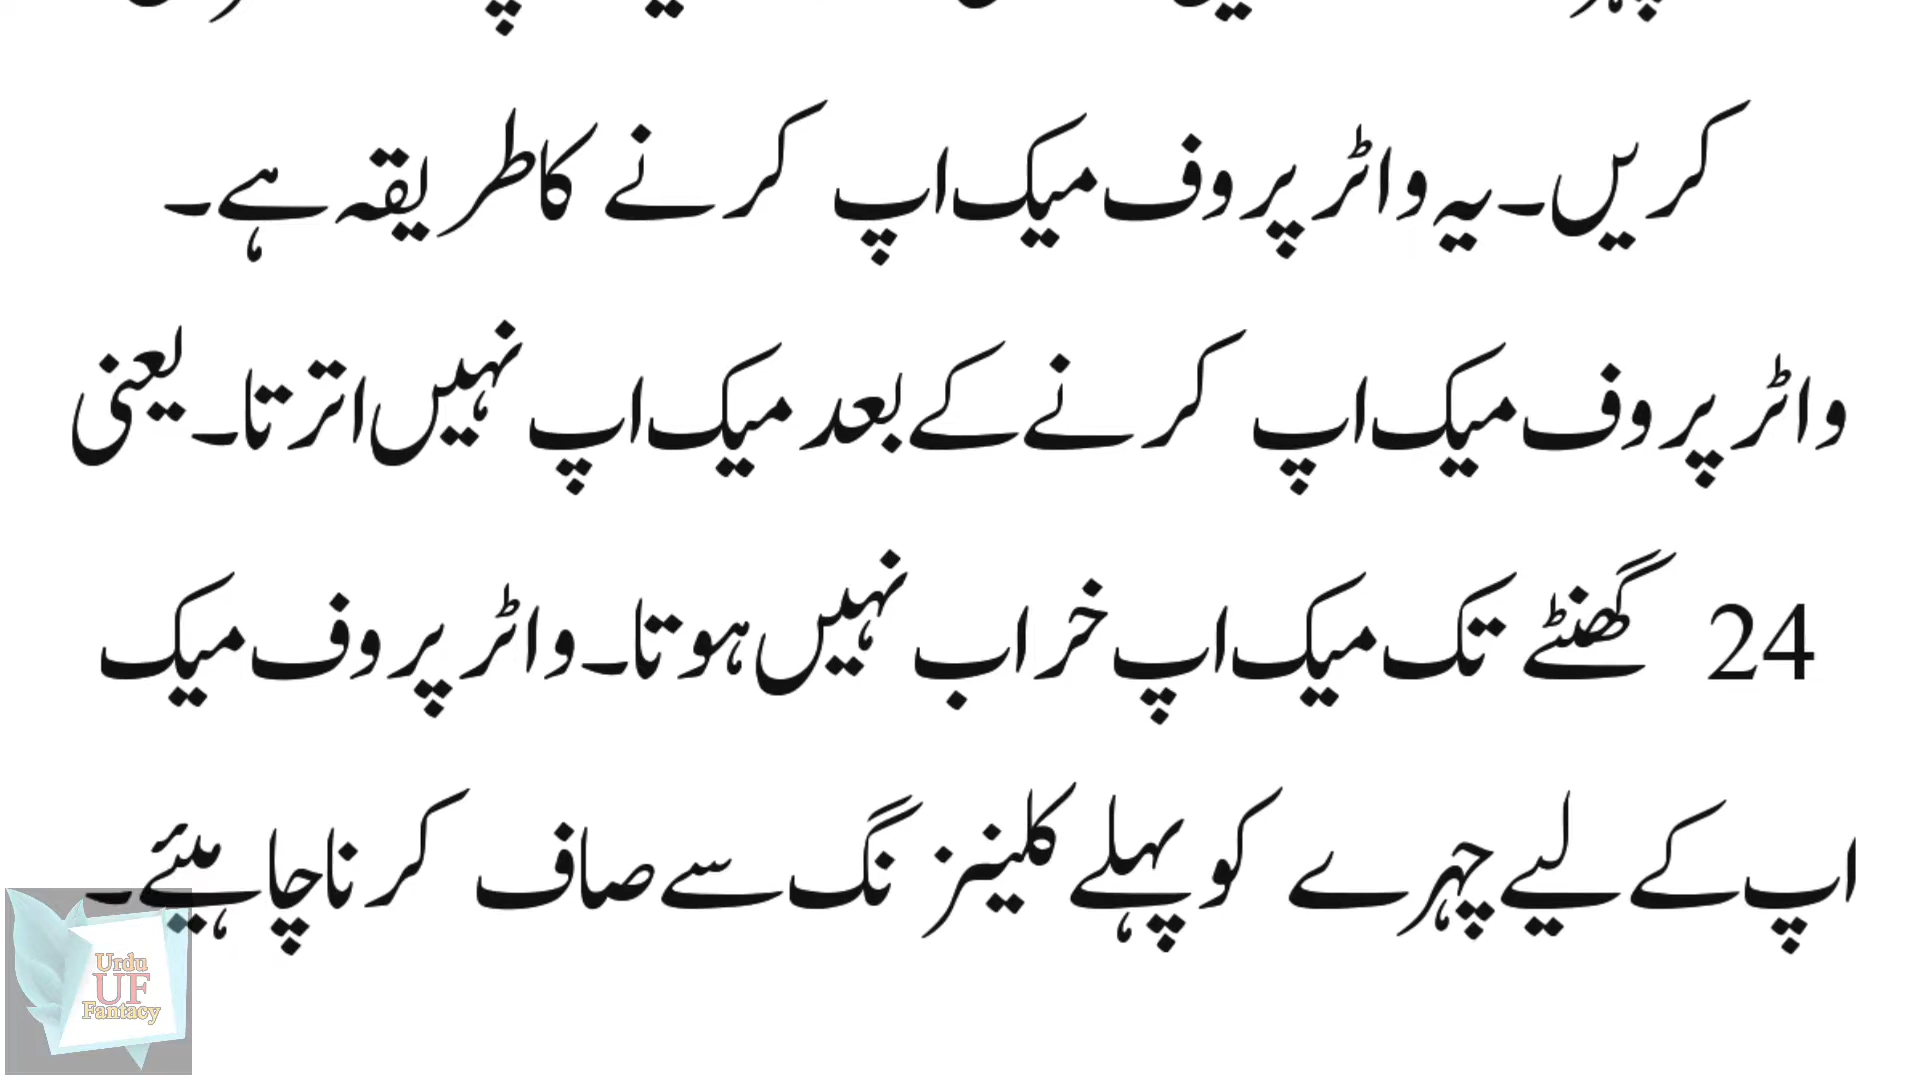 کریں۔ یہ واٹر پروف میک اپ کرنے کا طریقہ ہے۔
واٹر پروف میک اپ کرنے کے بعد میک اپ نہیں اترتا۔ یعنی
24 گھنٹے تک میک اپ خراب نہیں ہوتا۔ واٹر پروف میک
اپ کے لیے چہرے کو پہلے کلینزنگ سے صاف کرنا چاہیئے۔
Urdu
UF
Fantacy